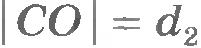 |CO| = d₂